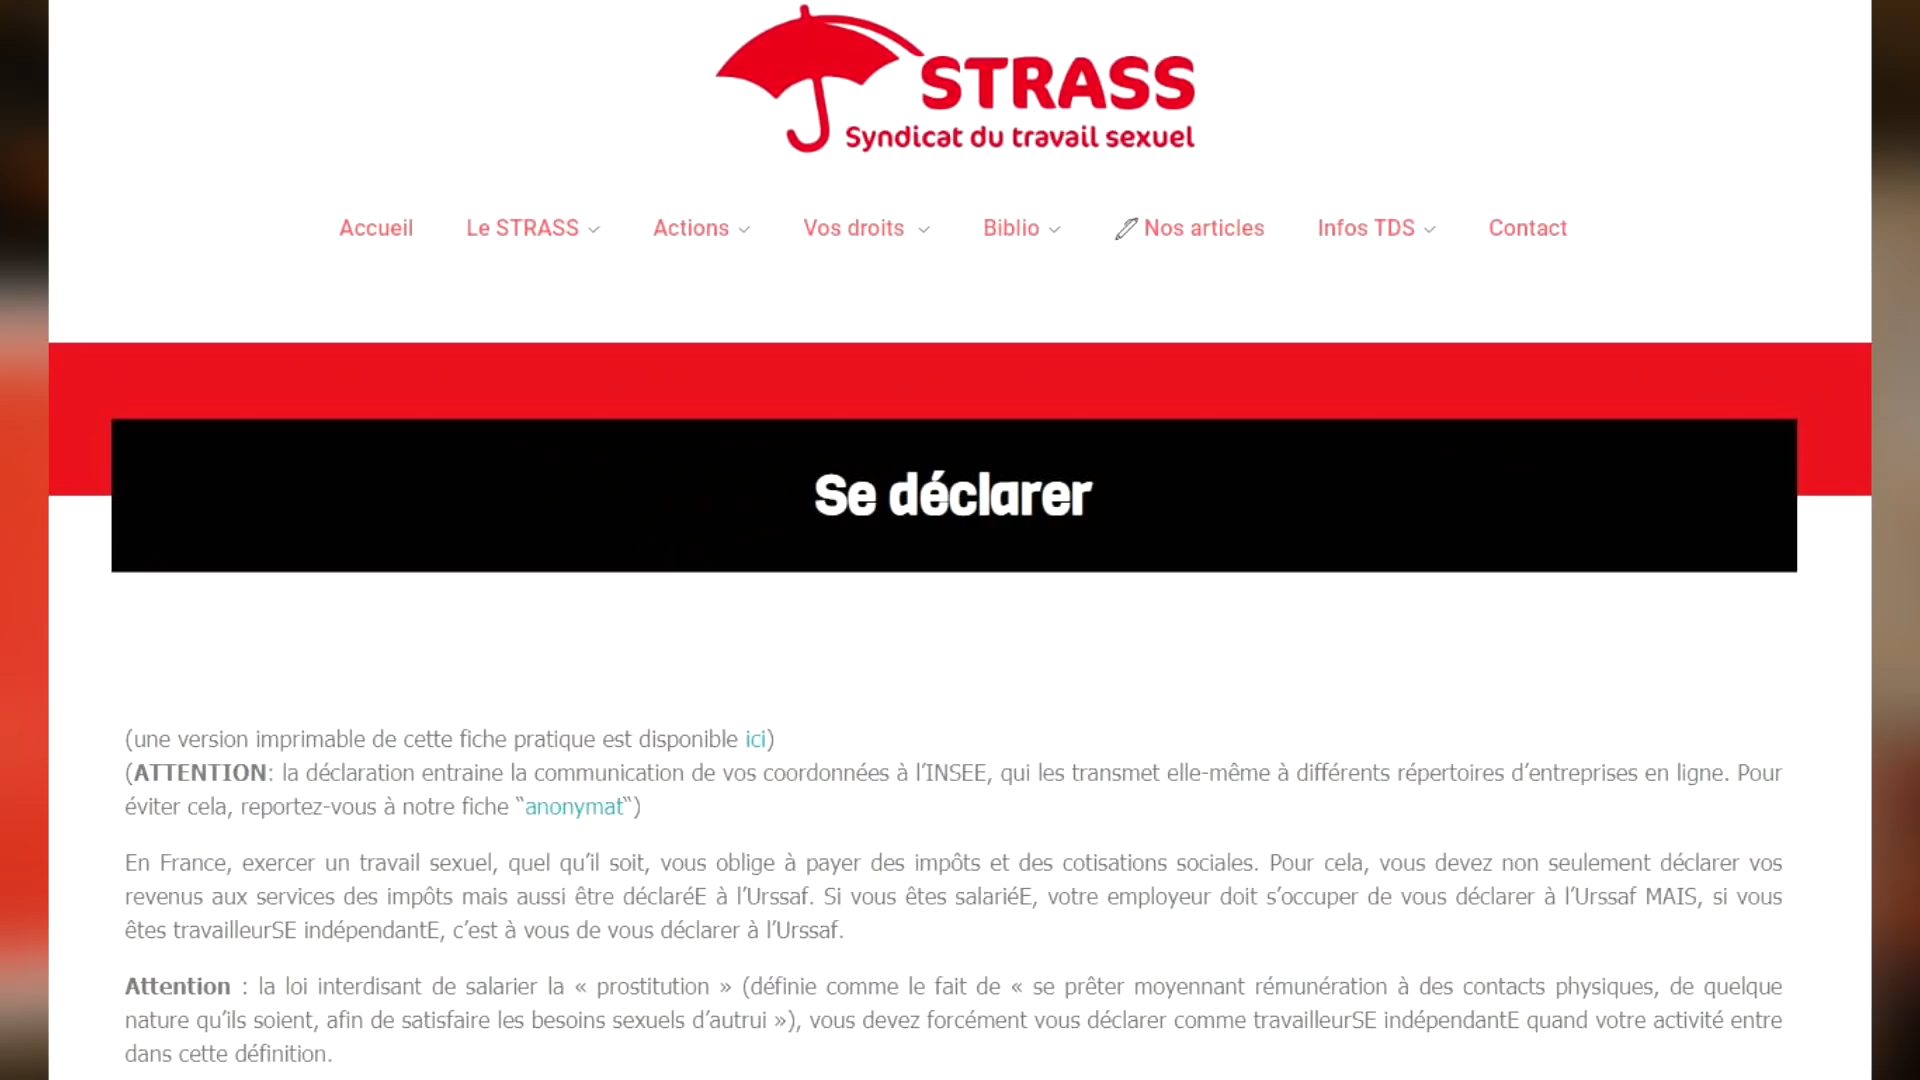 STRASS
Syndicat du travail sexuel
Accueil Le STRASS Actions Vos droits Biblio Nos articles Infos TDS Contact
Se déclarer
(une version imprimable de cette fiche pratique est disponible ici)
(ATTENTION: la déclaration entraine la communication de vos coordonnées à l’INSEE, qui les transmet elle-même à différents répertoires d’entreprises en ligne. Pour
éviter cela, reportez-vous à notre fiche “anonymat“)
En France, exercer un travail sexuel, quel qu’il soit, vous oblige à payer des impôts et des cotisations sociales. Pour cela, vous devez non seulement déclarer vos
revenus aux services des impôts mais aussi être déclaréE à l’Urssaf. Si vous êtes salariéE, votre employeur doit s’occuper de vous déclarer à l’Urssaf MAIS, si vous
êtes travailleurSE indépendantE, c’est à vous de vous déclarer à l’Urssaf.
Attention : la loi interdisant de salarier la « prostitution » (définie comme le fait de « se prêter moyennant rémunération à des contacts physiques, de quelque
nature qu’ils soient, afin de satisfaire les besoins sexuels d’autrui »), vous devez forcément vous déclarer comme travailleurSE indépendantE quand votre activité entre
dans cette définition.